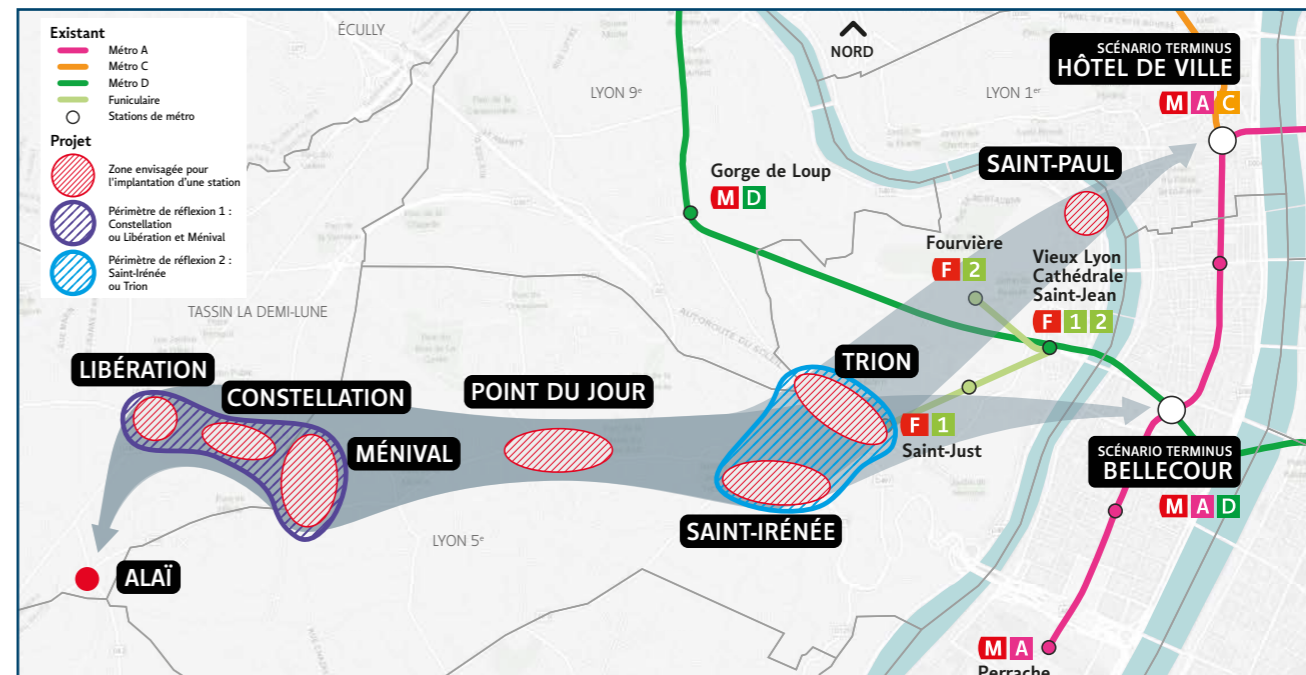 Existant
Métro A
Métro C
Métro D
Funiculaire
Stations de métro
Projet
Zone envisagée pour
l'implantation d'une station
Périmètre de réflexion 1 :
Constellation
ou Libération et Ménival
Périmètre de réflexion 2 :
Saint-Irénée
ou Trion
ÉCULLY
LYON 9e
NORD
LYON 1er
SCÉNARIO TERMINUS
HÔTEL DE VILLE
M A C
SAINT-PAUL
Gorge de Loup
M D
Fourvière
F 2
Vieux Lyon
Cathédrale
Saint-Jean
F 1 2
TASSIN LA DEMI-LUNE
AUTOROUTE DU SOLEIL
LIBÉRATION
CONSTELLATION
MÉNIVAL
POINT DU JOUR
TRION
F 1
Saint-Just
SCÉNARIO TERMINUS
BELLECOUR
M A D
SAINT-IRÉNÉE
LYON 5e
ALAÏ
M A
Perrache